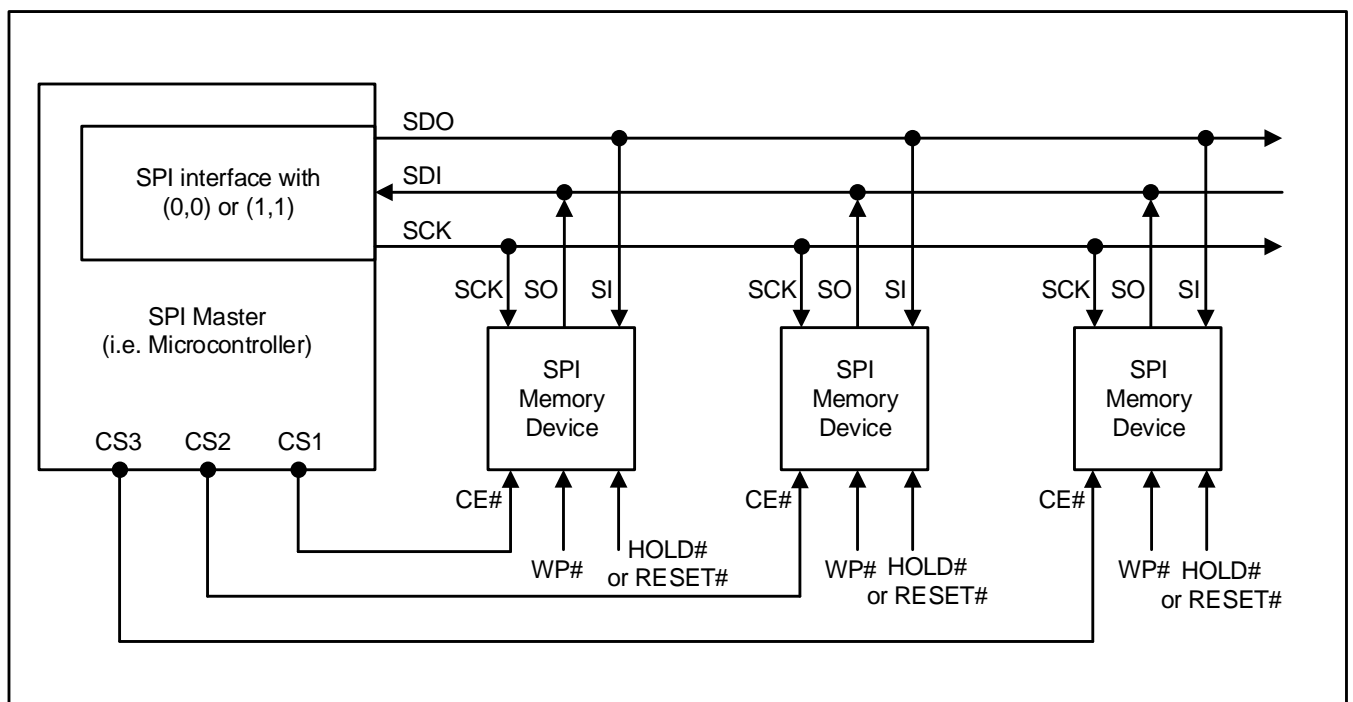 SDO
SPI interface with
(0,0) or (1,1)
SDI
SCK
SCK SO SI
SCK SO SI
SCK SO SI
SPI Master
(i.e. Microcontroller)
SPI
Memory
Device
SPI
Memory
Device
SPI
Memory
Device
CS3 CS2 CS1
CE#
WP#
HOLD#
or RESET#
CE#
WP#
HOLD#
or RESET#
CE#
WP#
HOLD#
or RESET#